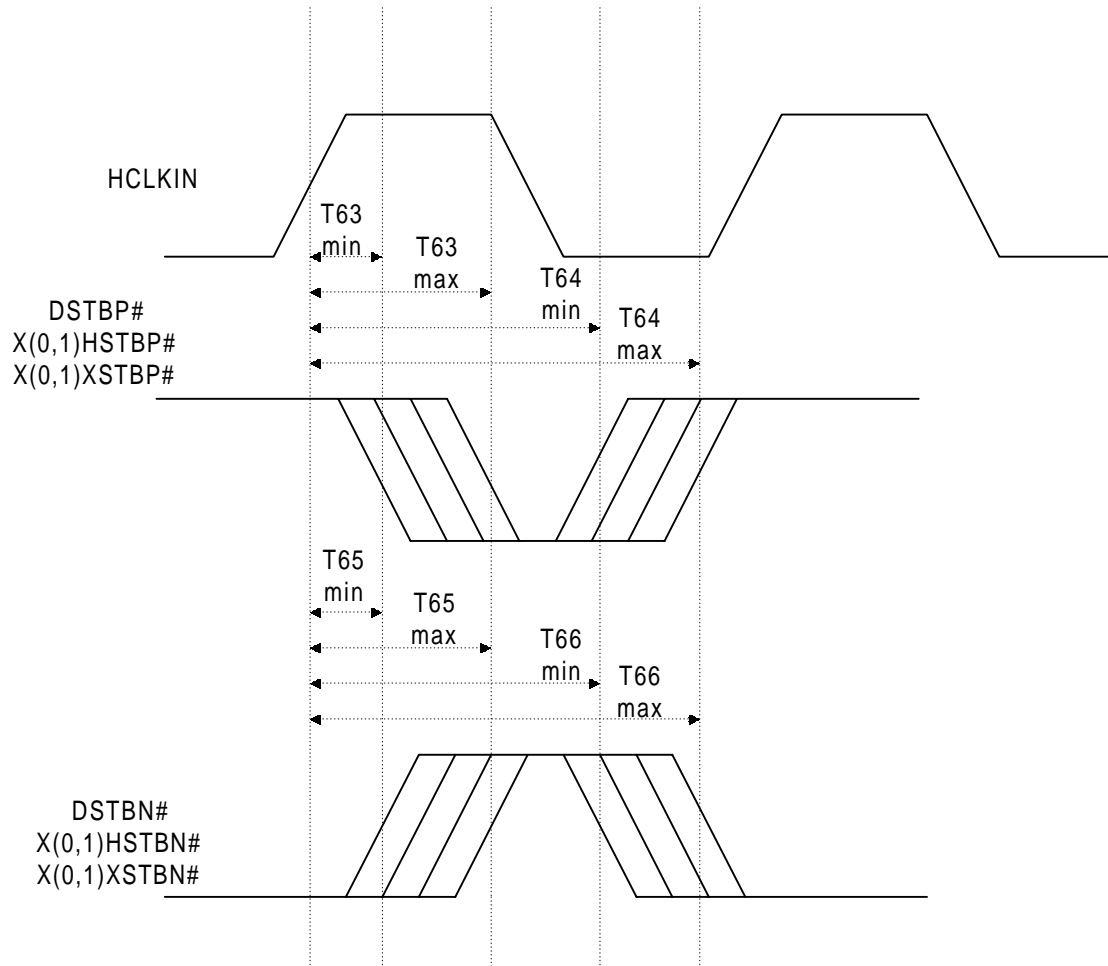 HCLKIN
T63
min
T63
max
T64
min
T64
max
DSTBP#
X(0,1)HSTBP#
X(0,1)XSTBP#
T65
min
T65
max
T66
min
T66
max
DSTBN#
X(0,1)HSTBN#
X(0,1)XSTBN#